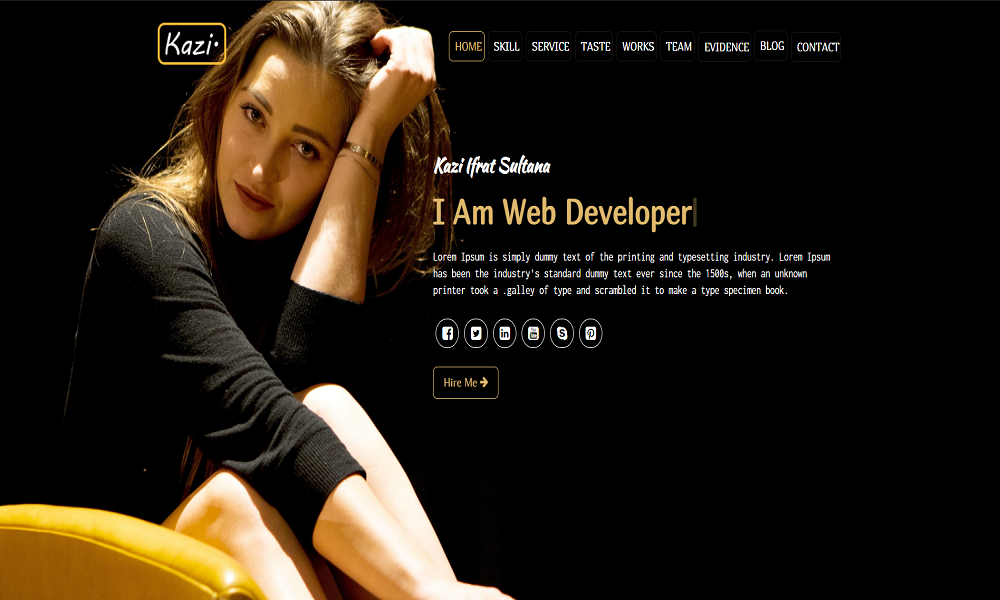 Kazi·
HOME SKILL SERVICE TASTE WORKS TEAM EVIDENCE BLOG CONTACT
Kazi Ifrat Sultana
I Am Web Developer
Lorem Ipsum is simply dummy text of the printing and typesetting industry. Lorem Ipsum
has been the industry's standard dummy text ever since the 1500s, when an unknown
printer took a .galley of type and scrambled it to make a type specimen book.
Hire Me